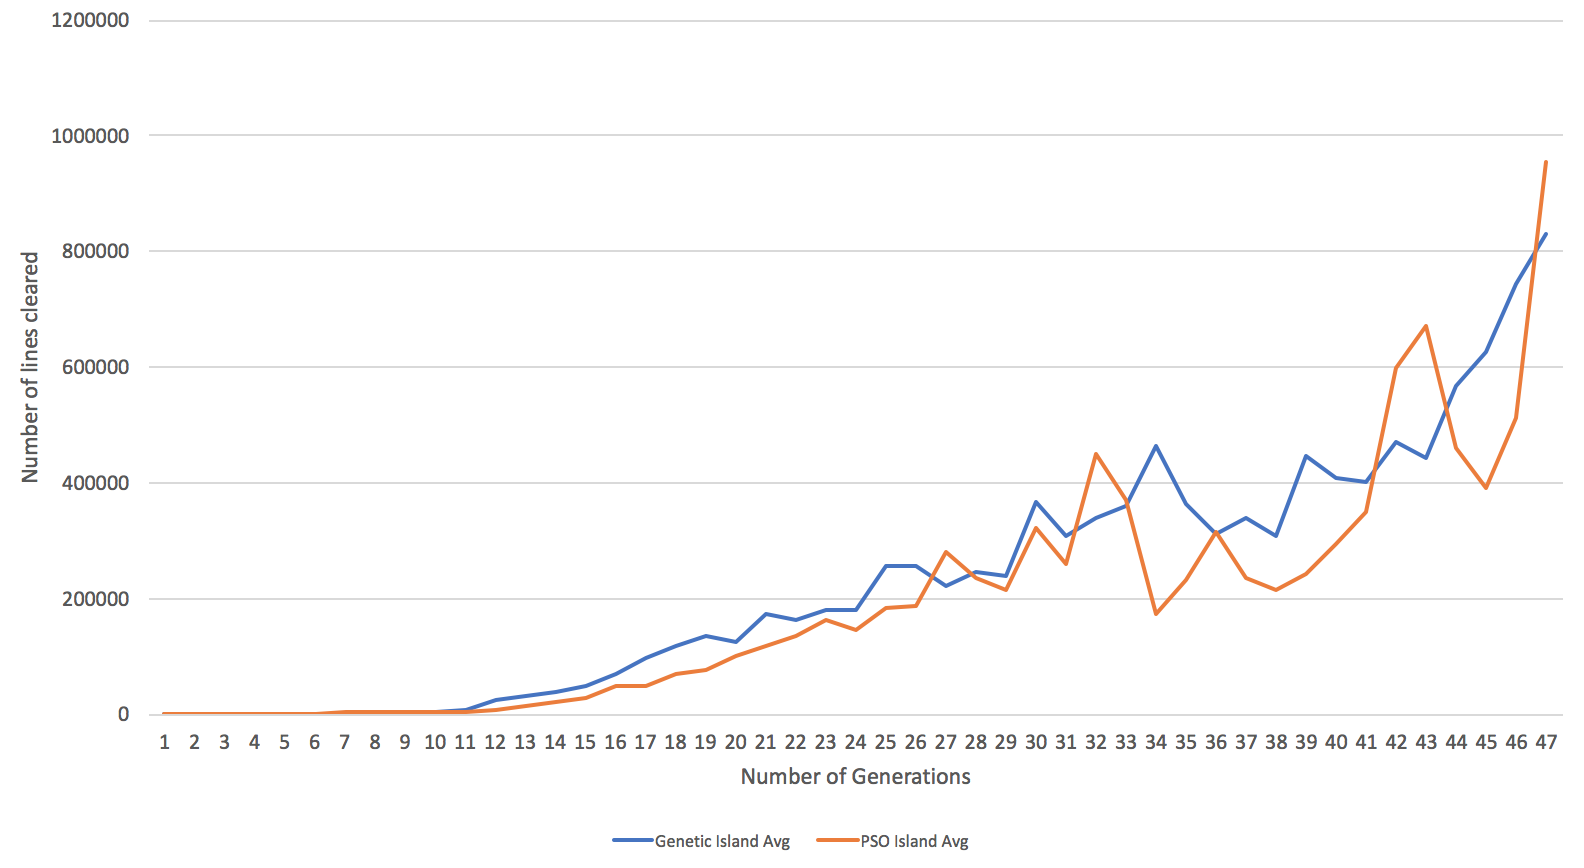 1200000
1000000
800000
600000
400000
200000
0
Number of lines cleared
1 2 3 4 5 6 7 8 9 10 11 12 13 14 15 16 17 18 19 20 21 22 23 24 25 26 27 28 29 30 31 32 33 34 35 36 37 38 39 40 41 42 43 44 45 46 47
Number of Generations
Genetic Island Avg PSO Island Avg